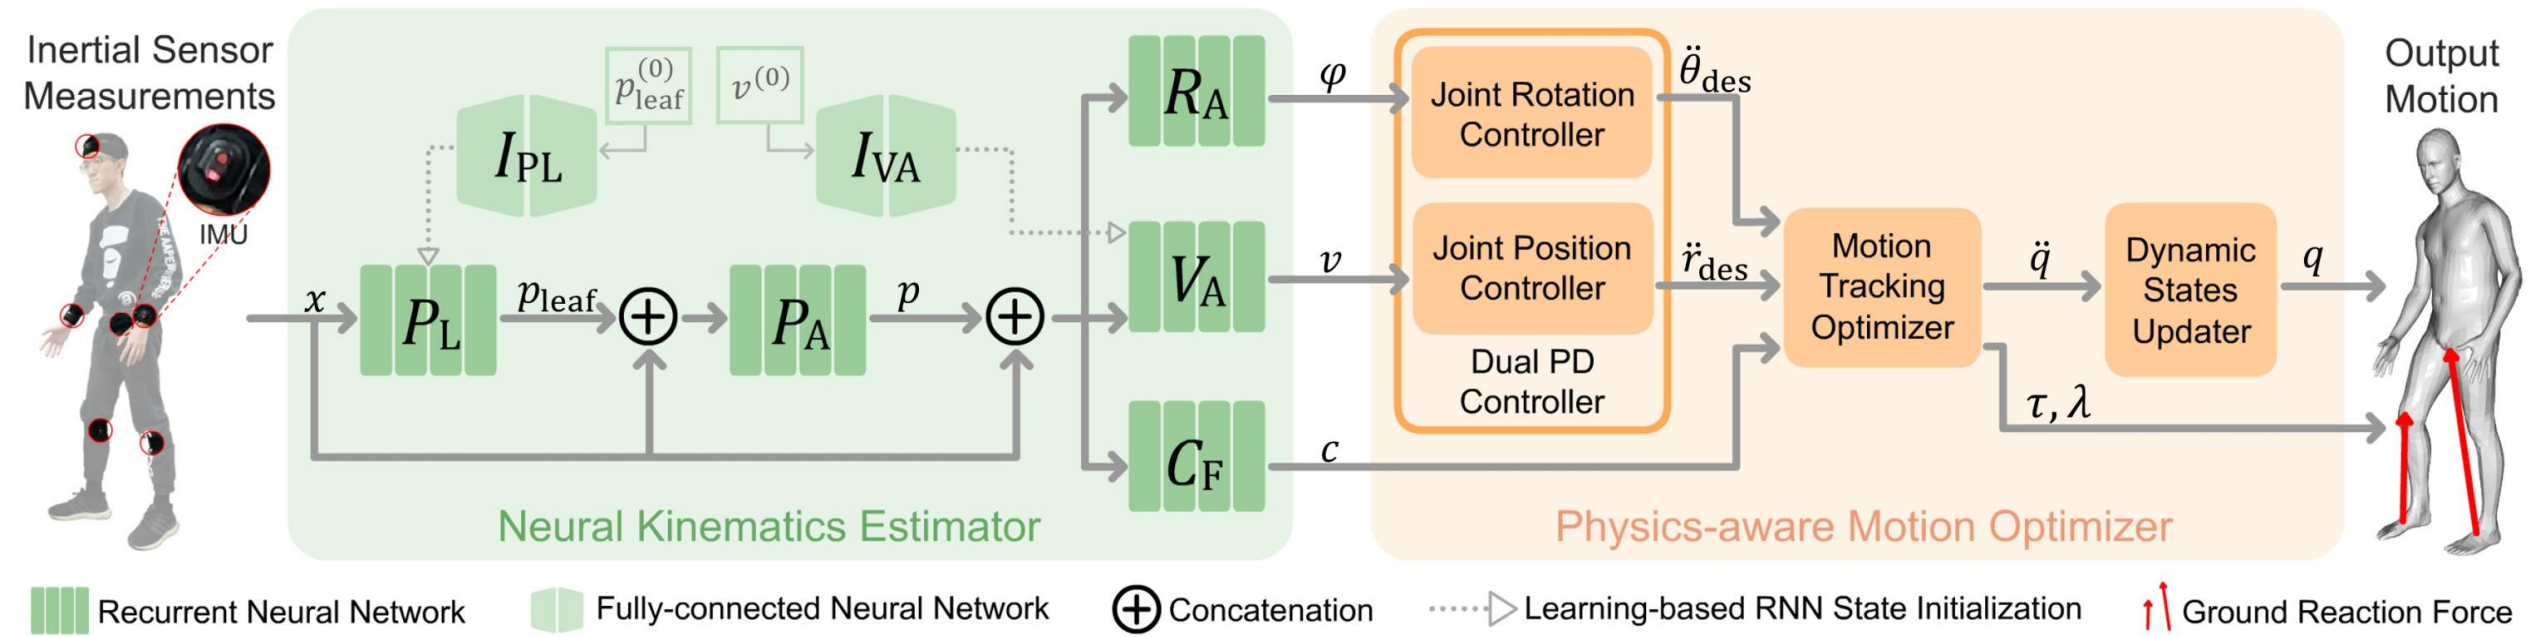 Inertial Sensor
Measurements
IMU
x
P_L
p_leaf
I_PL
p_leaf^(0)
v^(0)
I_VA
P_A
p
R_A
V_A
C_F
Neural Kinematics Estimator
φ
v
c
Joint Rotation
Controller
Joint Position
Controller
Dual PD
Controller
θ̈_des
r̈_des
Motion
Tracking
Optimizer
q̈
τ, λ
Dynamic
States
Updater
q
Physics-aware Motion Optimizer
Output
Motion
Recurrent Neural Network
Fully-connected Neural Network
Concatenation
Learning-based RNN State Initialization
Ground Reaction Force